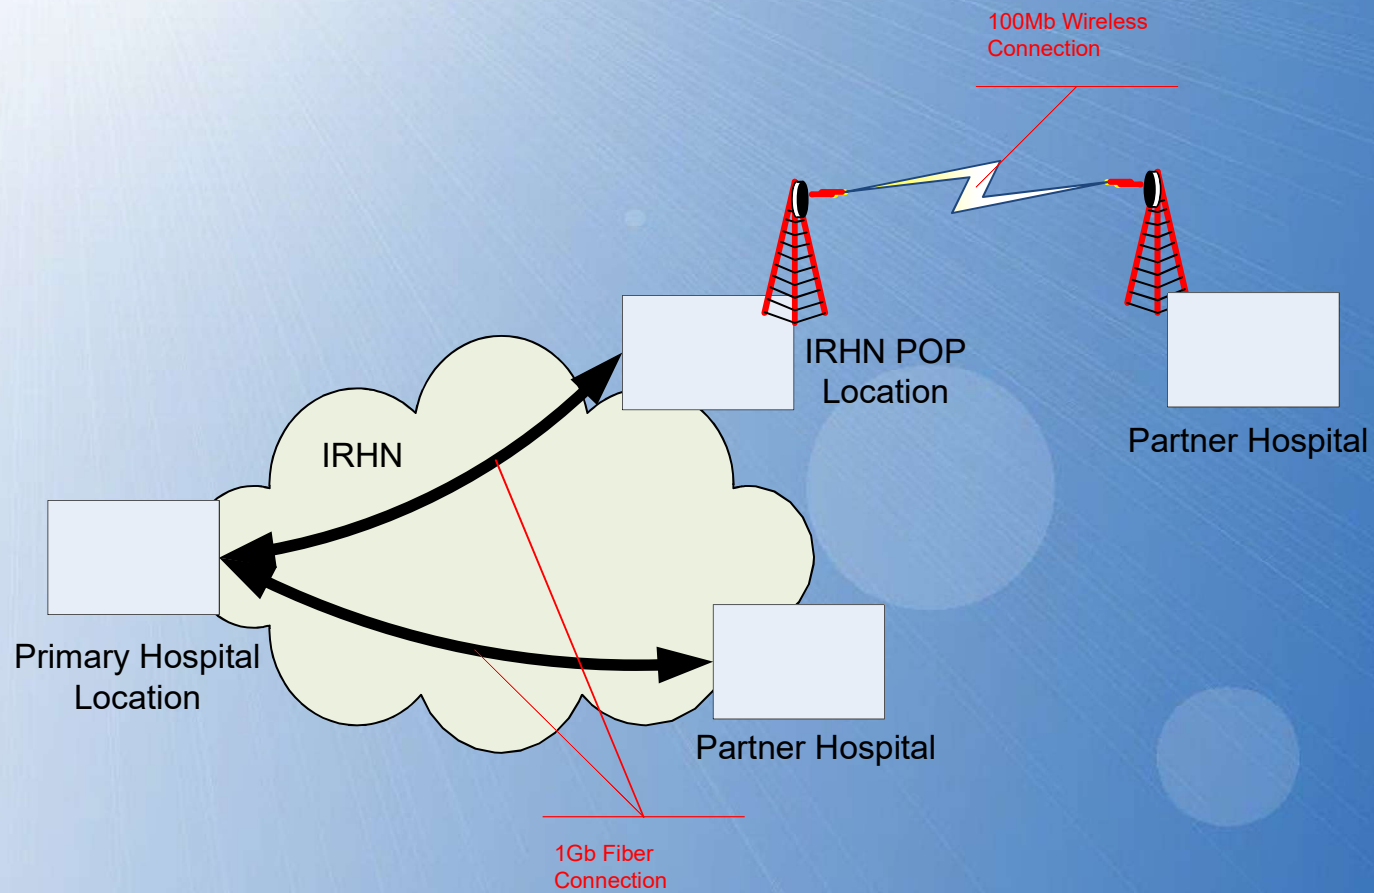 100Mb Wireless
Connection
IRHN POP
Location
Partner Hospital
IRHN
Primary Hospital
Location
Partner Hospital
1Gb Fiber
Connection